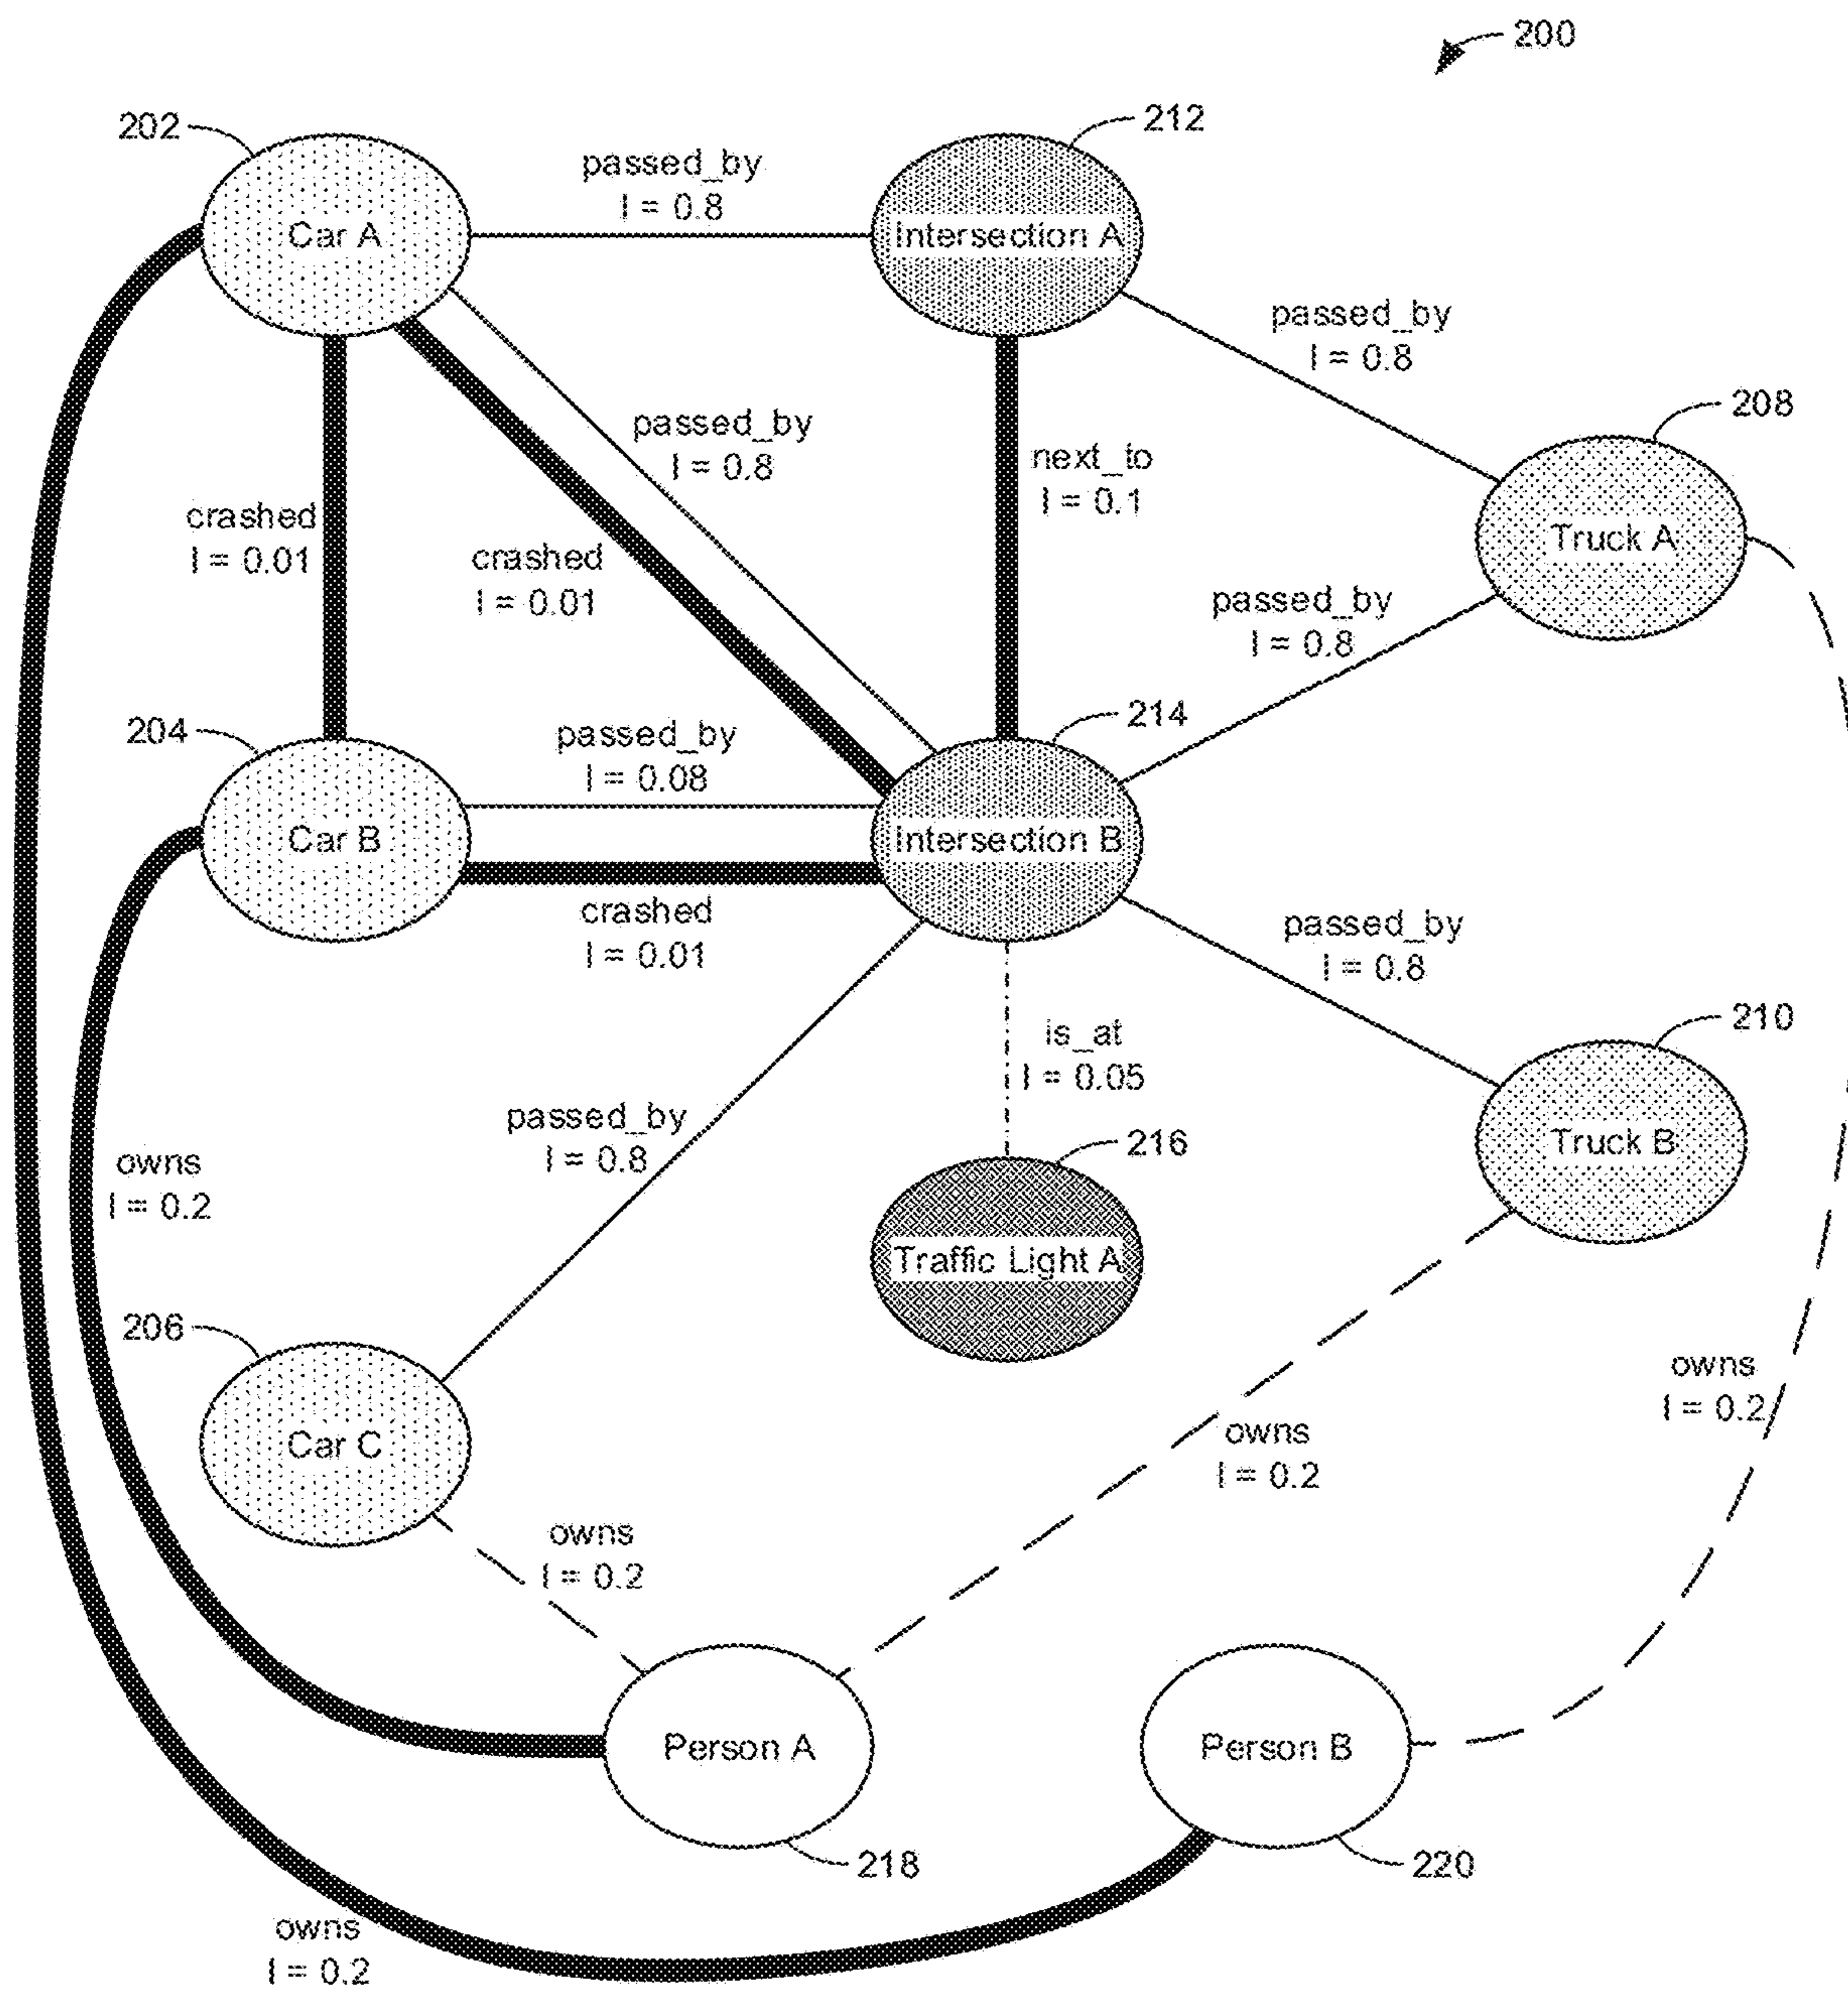 200
202
212
passed_by
l = 0.8
Car A
Intersection A
passed_by
l = 0.8
208
passed_by
l = 0.8
next_to
l = 0.1
crashed
l = 0.01
crashed
l = 0.01
Truck A
passed_by
l = 0.8
204
214
passed_by
l = 0.08
Car B
Intersection B
crashed
l = 0.01
passed_by
l = 0.8
210
is_at
l = 0.05
passed_by
l = 0.8
216
Truck B
owns
l = 0.2
Traffic Light A
206
owns
l = 0.2
Car C
owns
l = 0.2
owns
l = 0.2
Person A
Person B
218
220
owns
l = 0.2